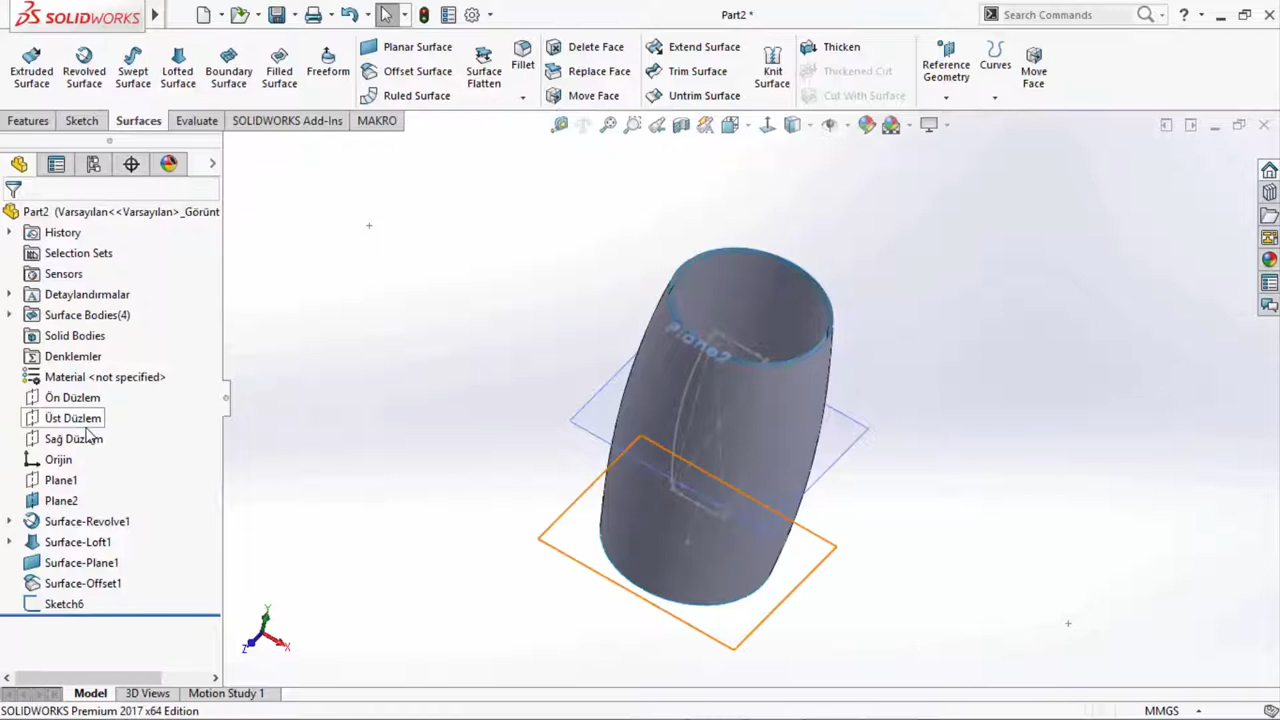 SOLIDWORKS
Part2 *
Search Commands
?
Extruded Surface
Revolved Surface
Swept Surface
Lofted Surface
Boundary Surface
Filled Surface
Freeform
Planar Surface
Offset Surface
Ruled Surface
Surface Flatten
Fillet
Delete Face
Replace Face
Move Face
Extend Surface
Trim Surface
Untrim Surface
Knit Surface
Thicken
Thickened Cut
Cut With Surface
Reference Geometry
Curves
Move Face
Features
Sketch
Surfaces
Evaluate
SOLIDWORKS Add-Ins
MAKRO
Part2 (Varsayılan<<Varsayılan>_Görünt
History
Selection Sets
Sensors
Detaylandırmalar
Surface Bodies(4)
Solid Bodies
Denklemler
Material <not specified>
Ön Düzlem
Üst Düzlem
Sağ Düzlem
Orijin
Plane1
Plane2
Surface-Revolve1
Surface-Loft1
Surface-Plane1
Surface-Offset1
Sketch6
Plane2
Y
Z
X
Model
3D Views
Motion Study 1
SOLIDWORKS Premium 2017 x64 Edition
MMGS